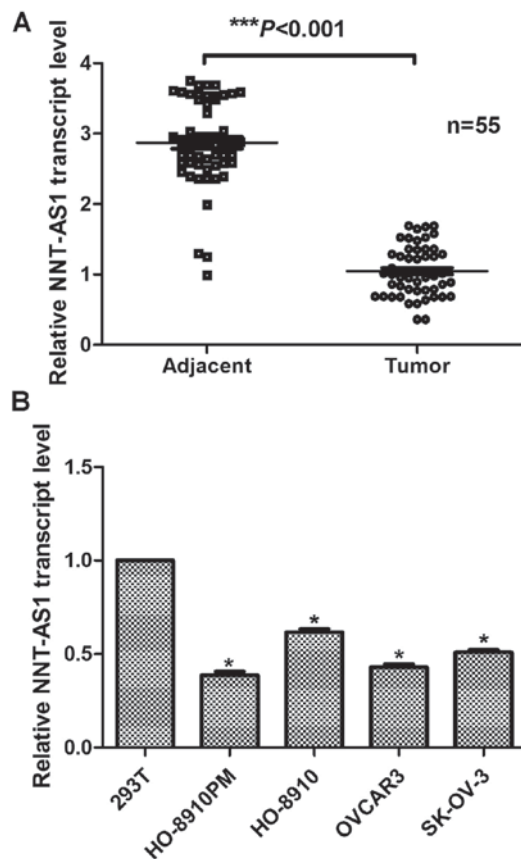 A
***P<0.001
Relative NNT-AS1 transcript level
4
3
2
1
0
n=55
Adjacent
Tumor
B
Relative NNT-AS1 transcript level
1.5
1.0
0.5
0.0
*
*
*
*
293T
HO-8910PM
HO-8910
OVCAR3
SK-OV-3